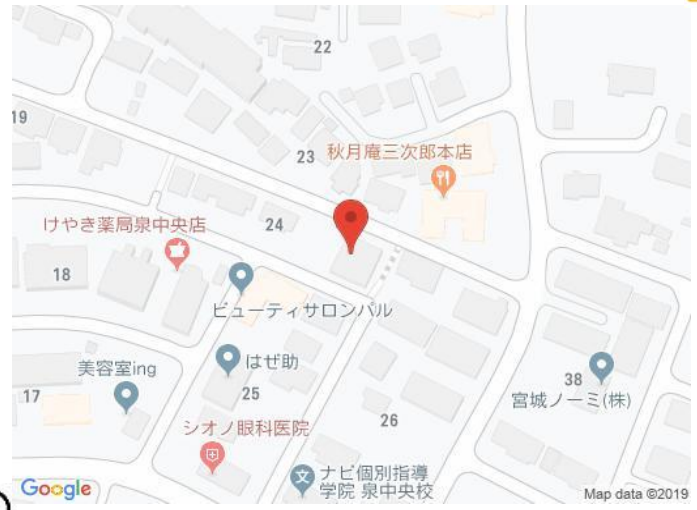 22
19
23
秋月庵三次郎本店
24
けやき薬局泉中央店
18
ビューティサロンバル
はぜ助
美容室ing
38
25
17
宮城ノーミ(株)
26
シオノ眼科医院
ナビ個別指導
学院 泉中央校
Google
Map data ©2019